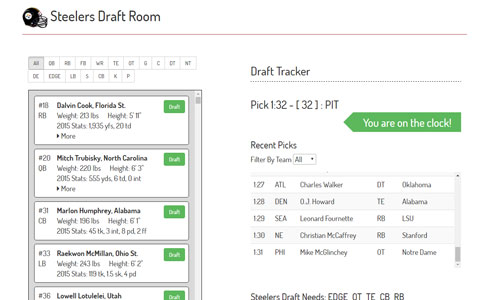 Steelers Draft Room
All QB RB FB WR TE OT G C DT NT
DE EDGE LB S CB K P
#18 Dalvin Cook, Florida St. Draft
RB Weight: 213 lbs Height: 5' 11"
2015 Stats: 1,935 yfs, 20 td
More
#20 Mitch Trubisky, North Carolina Draft
QB Weight: 220 lbs Height: 6' 3"
2015 Stats: 555 yds, 6 td, 0 int
More
#31 Marlon Humphrey, Alabama Draft
CB Weight: 196 lbs Height: 6' 1"
2015 Stats: 45 tk, 3 int, 8 pd, 2 ff
#33 Raekwon McMillan, Ohio St. Draft
LB Weight: 243 lbs Height: 6' 2"
2015 Stats: 119 tk, 1.5 sk, 4 pd
#36 Lowell Lotulelei, Utah Draft
Draft Tracker
Pick 1:32 - [ 32 ] : PIT
You are on the clock!
Recent Picks
Filter By Team All
1:27 ATL Charles Walker DT Oklahoma
1:28 DEN O.J. Howard TE Alabama
1:29 SEA Leonard Fournette RB LSU
1:30 NE Christian McCaffrey RB Stanford
1:31 PHI Mike McGlinchey OT Notre Dame
Steelers Draft Needs: EDGE OT TE CB RB